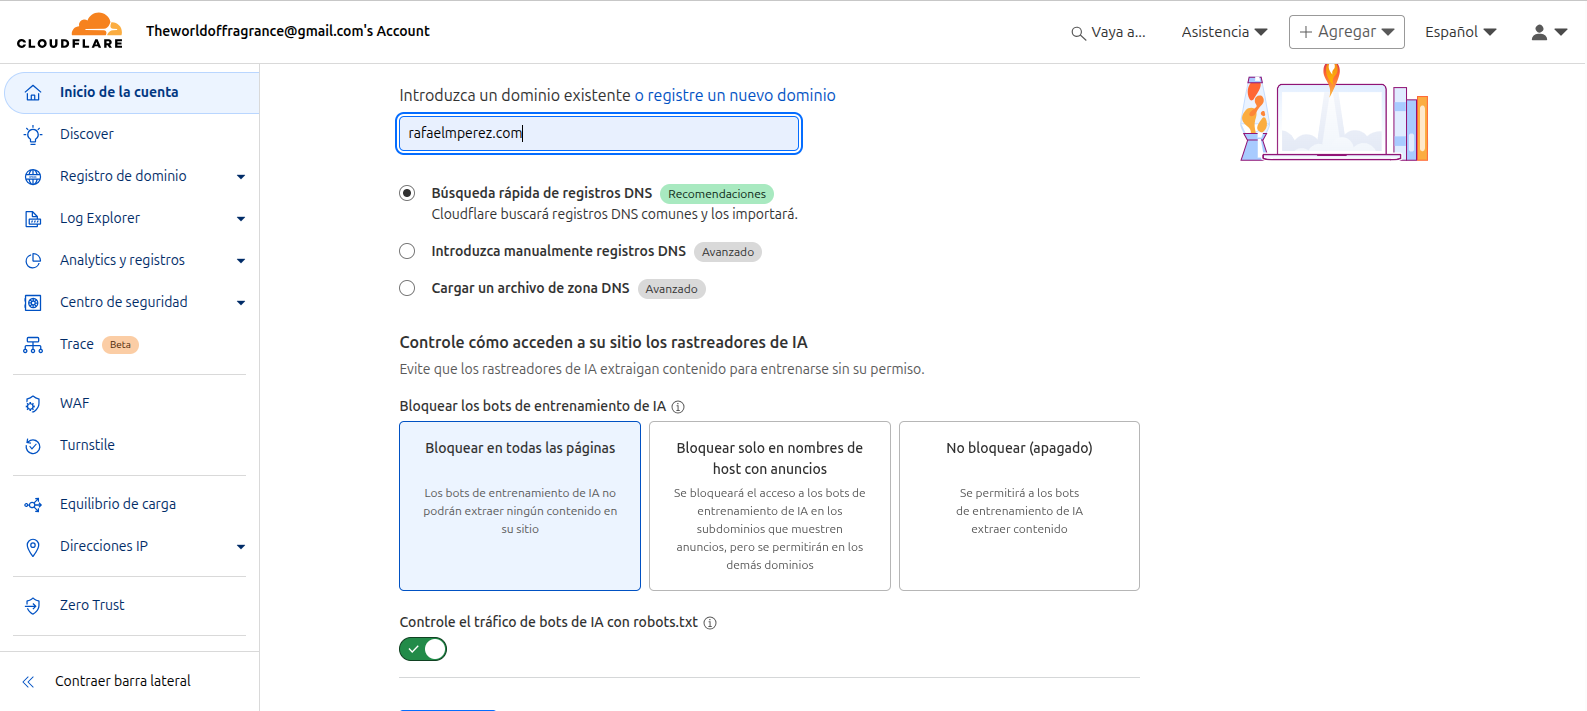 CLOUDFLARE
Theworldoffragrance@gmail.com's Account
Vaya a...
Asistencia
Agregar
Español
Inicio de la cuenta
Discover
Registro de dominio
Log Explorer
Analytics y registros
Centro de seguridad
Trace Beta
WAF
Turnstile
Equilibrio de carga
Direcciones IP
Zero Trust
Contraer barra lateral
Introduzca un dominio existente o registre un nuevo dominio
rafaelmperez.com
Búsqueda rápida de registros DNS Recomendaciones
Cloudflare buscará registros DNS comunes y los importará.
Introduzca manualmente registros DNS Avanzado
Cargar un archivo de zona DNS Avanzado
Controle cómo acceden a su sitio los rastreadores de IA
Evite que los rastreadores de IA extraigan contenido para entrenarse sin su permiso.
Bloquear los bots de entrenamiento de IA
Bloquear en todas las páginas
Los bots de entrenamiento de IA no
podrán extraer ningún contenido en
su sitio
Bloquear solo en nombres de
host con anuncios
Se bloqueará el acceso a los bots de
entrenamiento de IA en los
subdominios que muestren
anuncios, pero se permitirán en los
demás dominios
No bloquear (apagado)
Se permitirá a los bots
de entrenamiento de IA
extraer contenido
Controle el tráfico de bots de IA con robots.txt